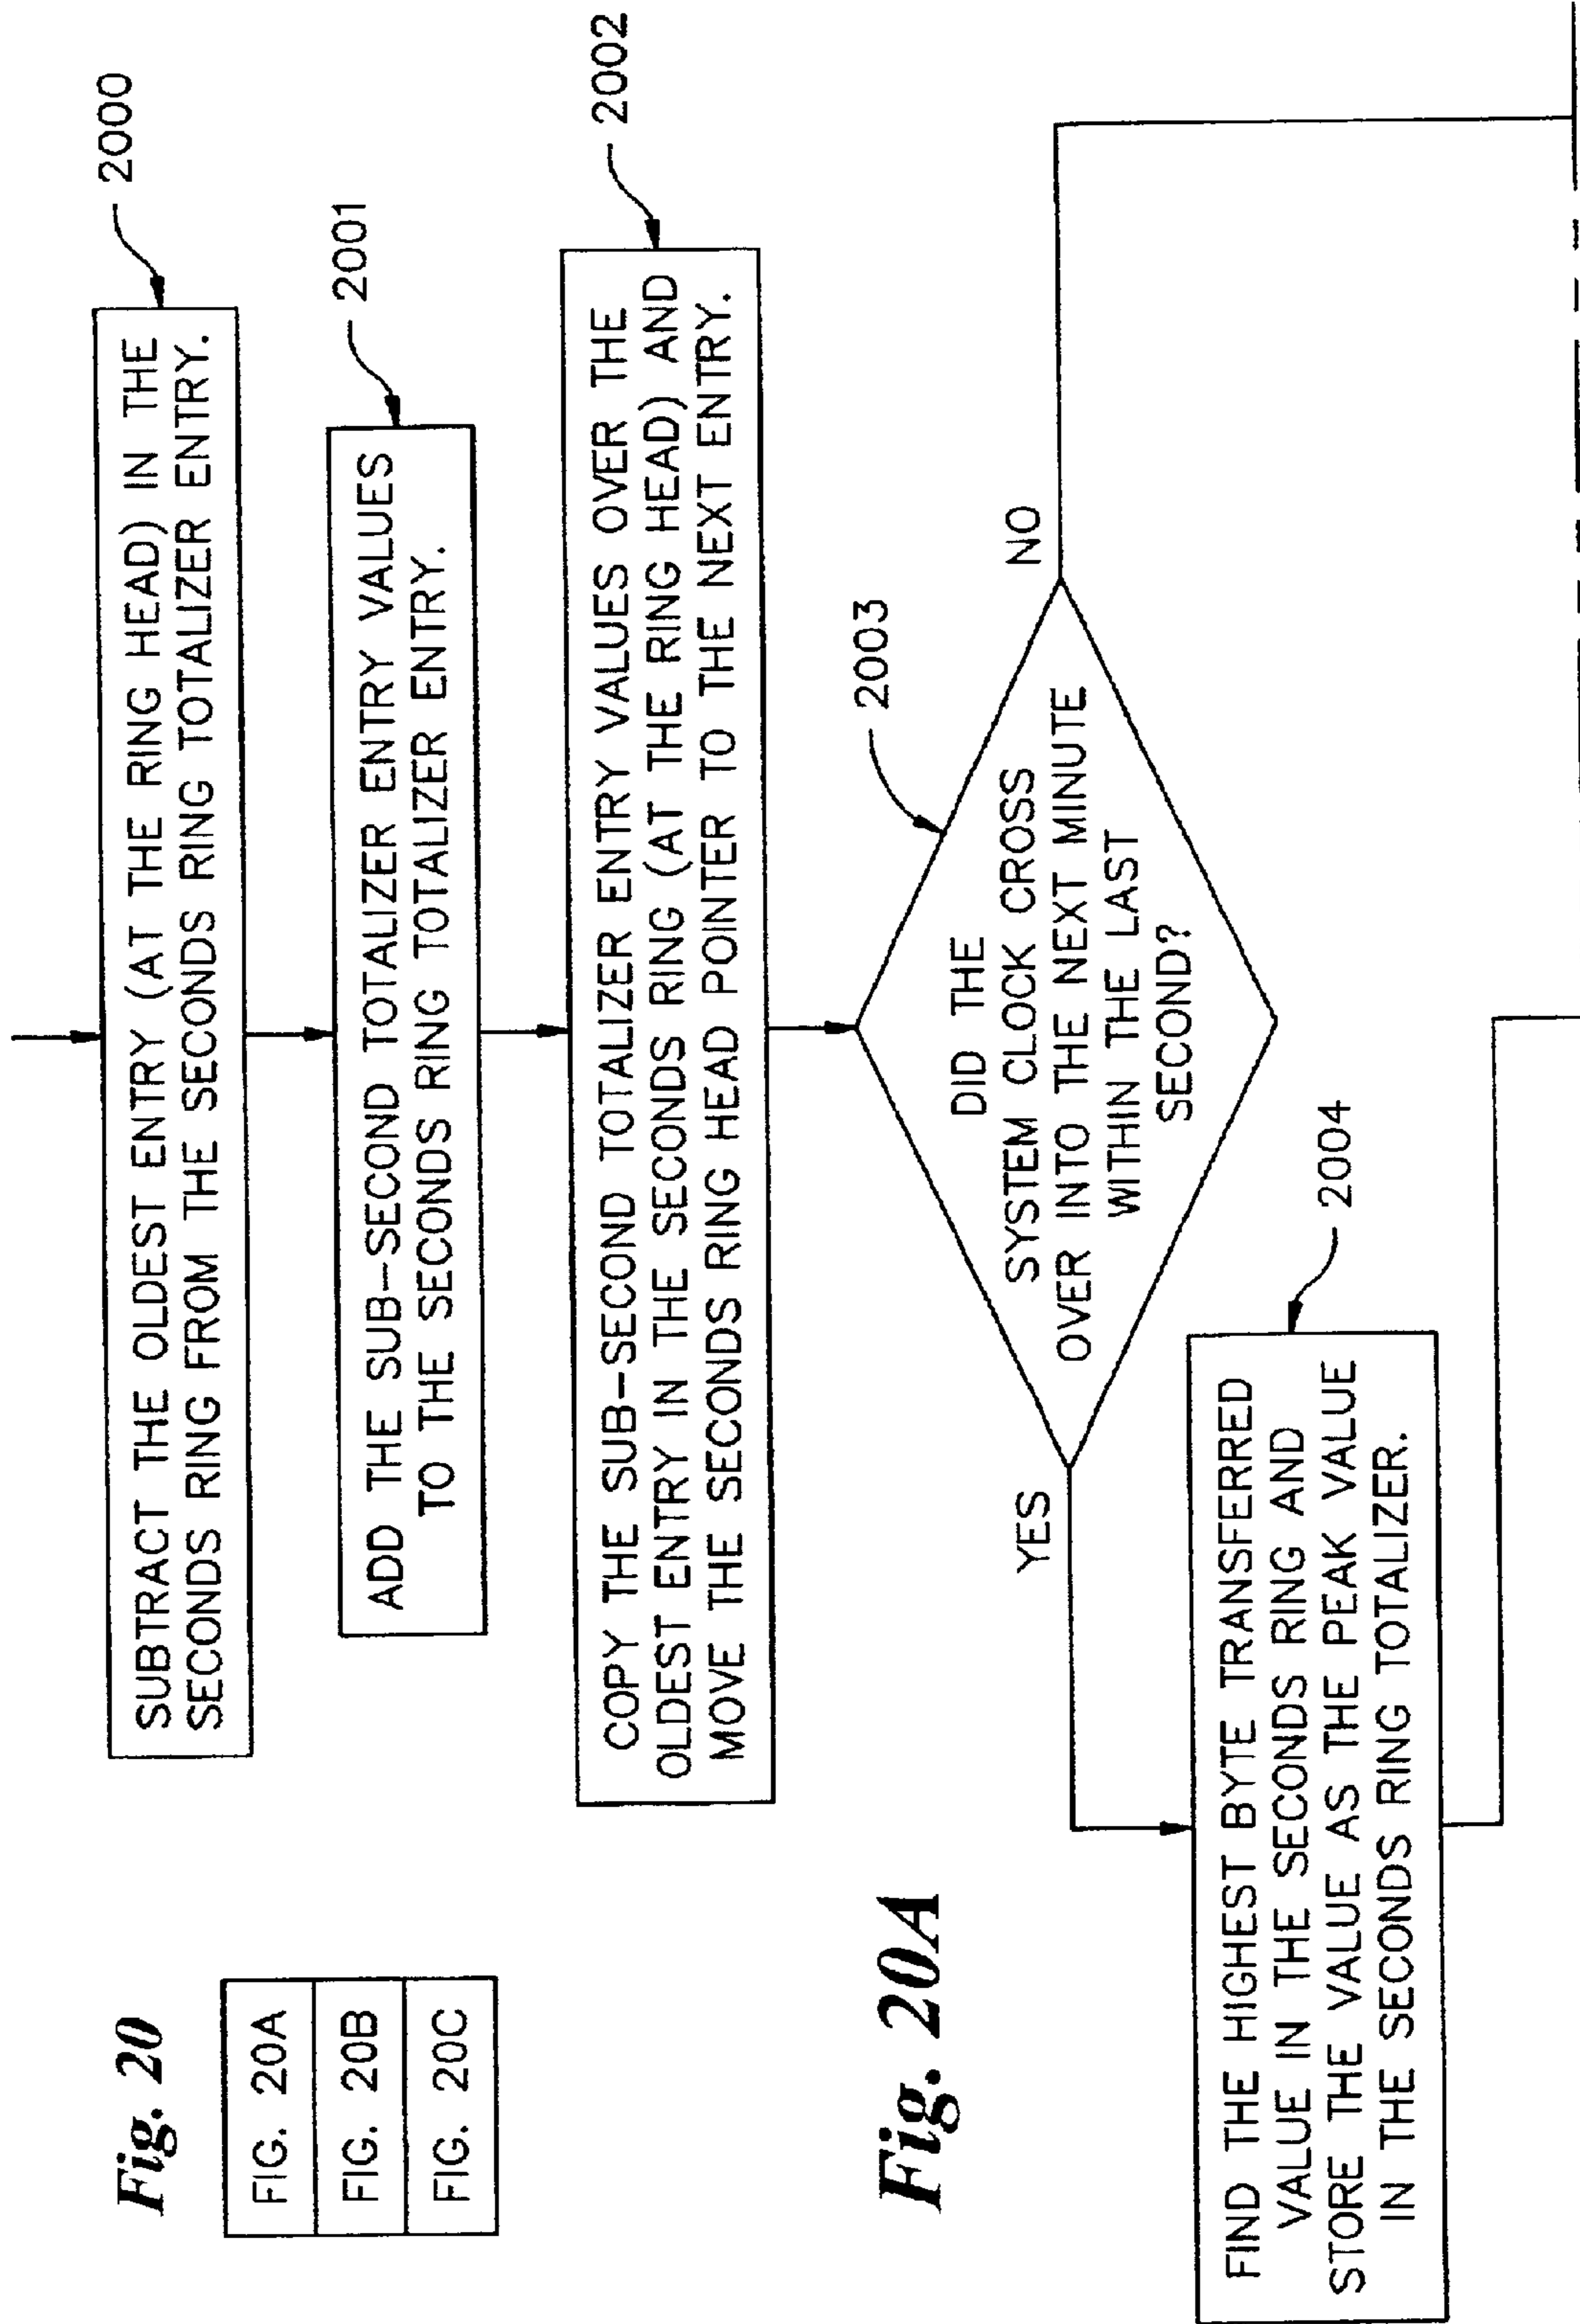 Fig. 20
FIG. 20A
FIG. 20B
FIG. 20C
Fig. 20A
SUBTRACT THE OLDEST ENTRY (AT THE RING HEAD) IN THE
SECONDS RING FROM THE SECONDS RING TOTALIZER ENTRY.
2000
ADD THE SUB-SECOND TOTALIZER ENTRY VALUES
TO THE SECONDS RING TOTALIZER ENTRY.
2001
COPY THE SUB-SECOND TOTALIZER ENTRY VALUES OVER THE
OLDEST ENTRY IN THE SECONDS RING (AT THE RING HEAD) AND
MOVE THE SECONDS RING HEAD POINTER TO THE NEXT ENTRY.
2002
DID THE
SYSTEM CLOCK CROSS
OVER INTO THE NEXT MINUTE
WITHIN THE LAST
SECOND?
2003
YES
NO
FIND THE HIGHEST BYTE TRANSFERRED
VALUE IN THE SECONDS RING AND
STORE THE VALUE AS THE PEAK VALUE
IN THE SECONDS RING TOTALIZER.
2004